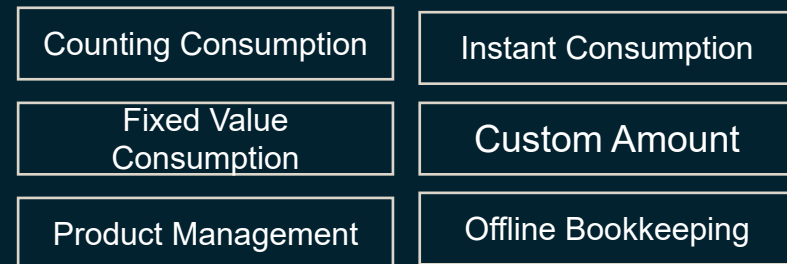 Counting Consumption
Instant Consumption
Fixed Value
Consumption
Custom Amount
Product Management
Offline Bookkeeping